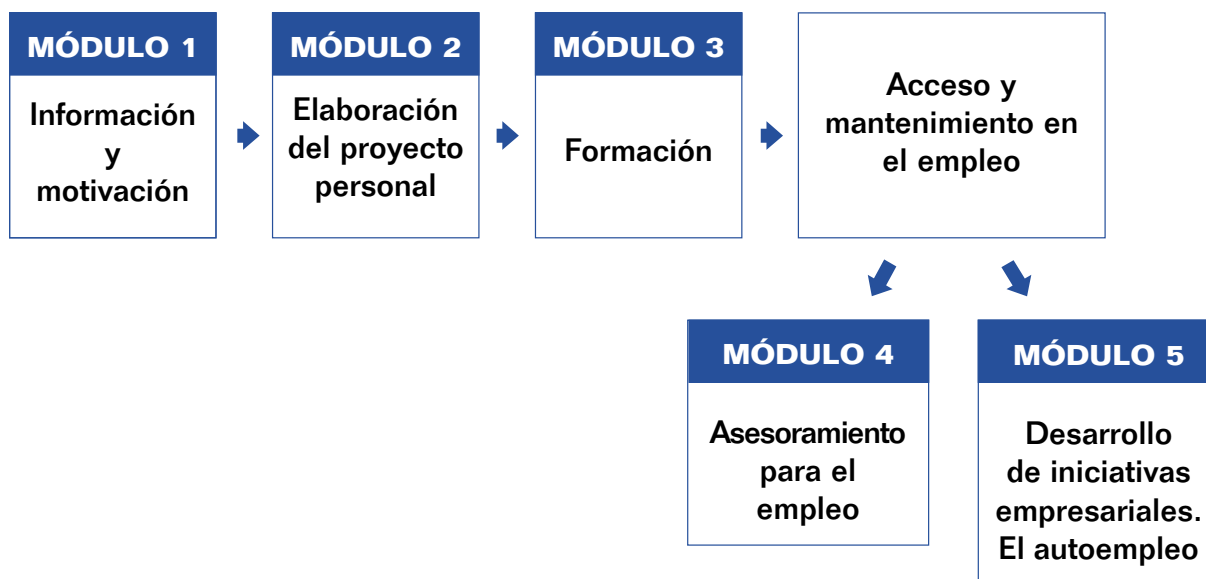 MÓDULO 1
Información
y
motivación
MÓDULO 2
Elaboración
del proyecto
personal
MÓDULO 3
Formación
Acceso y
mantenimiento en
el empleo
MÓDULO 4
Asesoramiento
para el
empleo
MÓDULO 5
Desarrollo
de iniciativas
empresariales.
El autoempleo